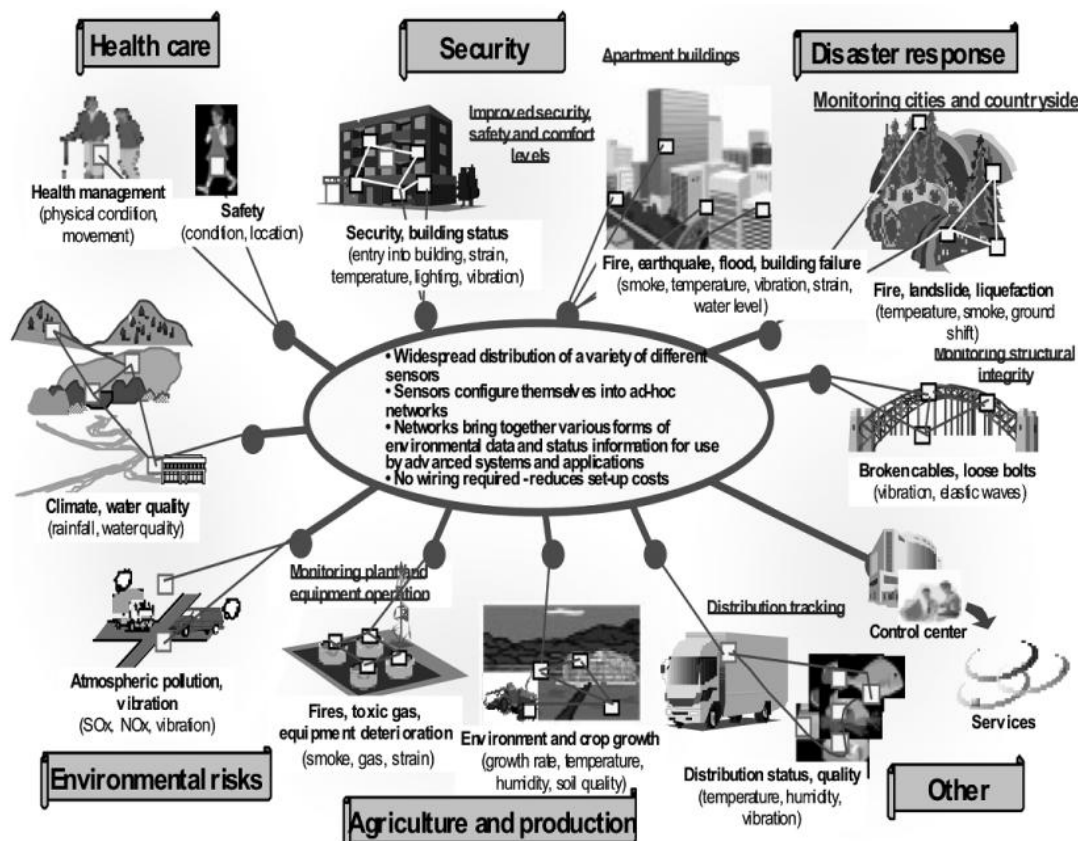 Health care
Security
Disaster response
Apartment buildings
Monitoring cities and countryside
Improved security,
safety and comfort
levels
Health management
(physical condition,
movement)
Safety
(condition, location)
Security, building status
(entry into building, strain,
temperature, lighting, vibration)
Fire, earthquake, flood, building failure
(smoke, temperature, vibration, strain,
water level)
Fire, landslide, liquefaction
(temperature, smoke, ground
shift)
Monitoring structural
integrity
• Widespread distribution of a variety of different
sensors
• Sensors configure themselves into ad-hoc
networks
• Networks bring together various forms of
environmental data and status information for use
by advanced systems and applications
• No wiring required - reduces set-up costs
Broken cables, loose bolts
(vibration, elastic waves)
Climate, water quality
(rainfall, water quality)
Monitoring plant and
equipment operation
Distribution tracking
Control center
Services
Atmospheric pollution,
vibration
(SOx, NOx, vibration)
Fires, toxic gas,
equipment deterioration
(smoke, gas, strain)
Environment and crop growth
(growth rate, temperature,
humidity, soil quality)
Distribution status, quality
(temperature, humidity,
vibration)
Environmental risks
Agriculture and production
Other